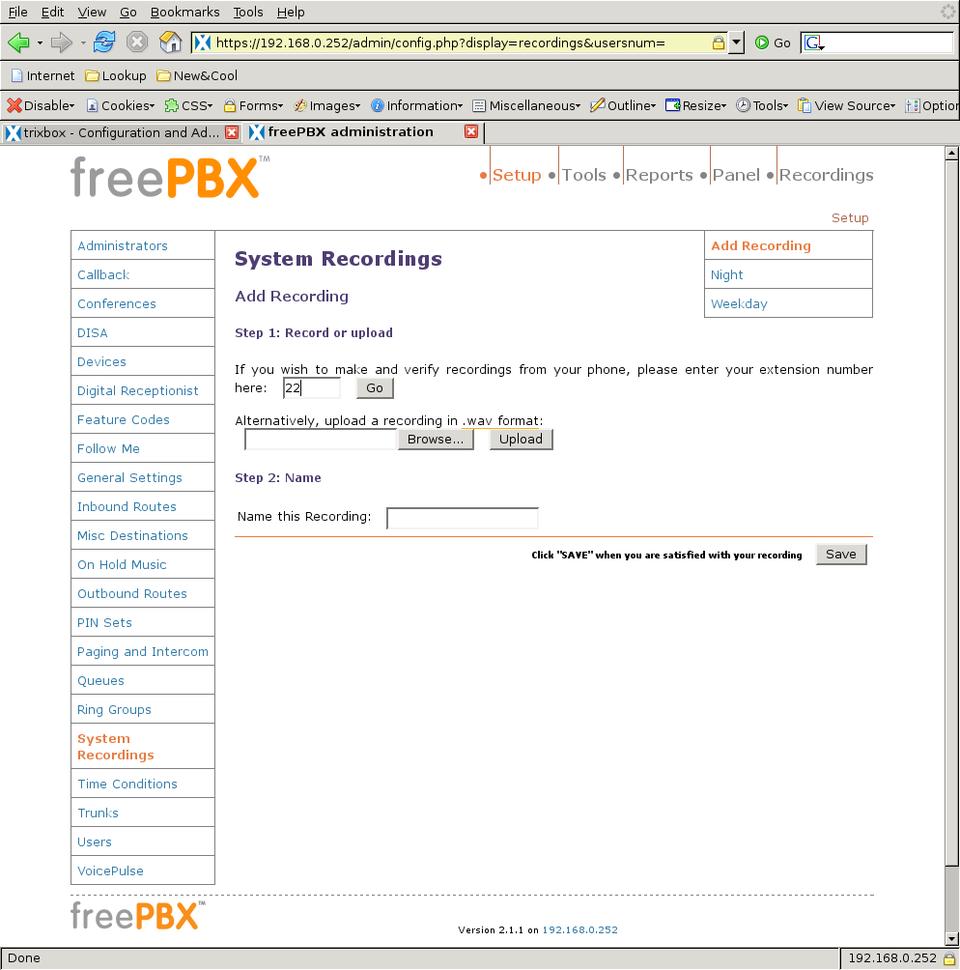 File Edit View Go Bookmarks Tools Help
https://192.168.0.252/admin/config.php?display=recordings&usersnum= Go G
Internet Lookup New&Cool
Disable Cookies CSS Forms Images Information Miscellaneous Outline Resize Tools View Source Option
trixbox - Configuration and Ad... freePBX administration
freePBX™
Setup Tools Reports Panel Recordings
Setup
Administrators
Callback
Conferences
DISA
Devices
Digital Receptionist
Feature Codes
Follow Me
General Settings
Inbound Routes
Misc Destinations
On Hold Music
Outbound Routes
PIN Sets
Paging and Intercom
Queues
Ring Groups
System
Recordings
Time Conditions
Trunks
Users
VoicePulse
System Recordings
Add Recording
Step 1: Record or upload
If you wish to make and verify recordings from your phone, please enter your extension number
here: 22 Go
Alternatively, upload a recording in .wav format:
Browse... Upload
Step 2: Name
Name this Recording:
Click "SAVE" when you are satisfied with your recording Save
Add Recording
Night
Weekday
freePBX™
Version 2.1.1 on 192.168.0.252
Done 192.168.0.252